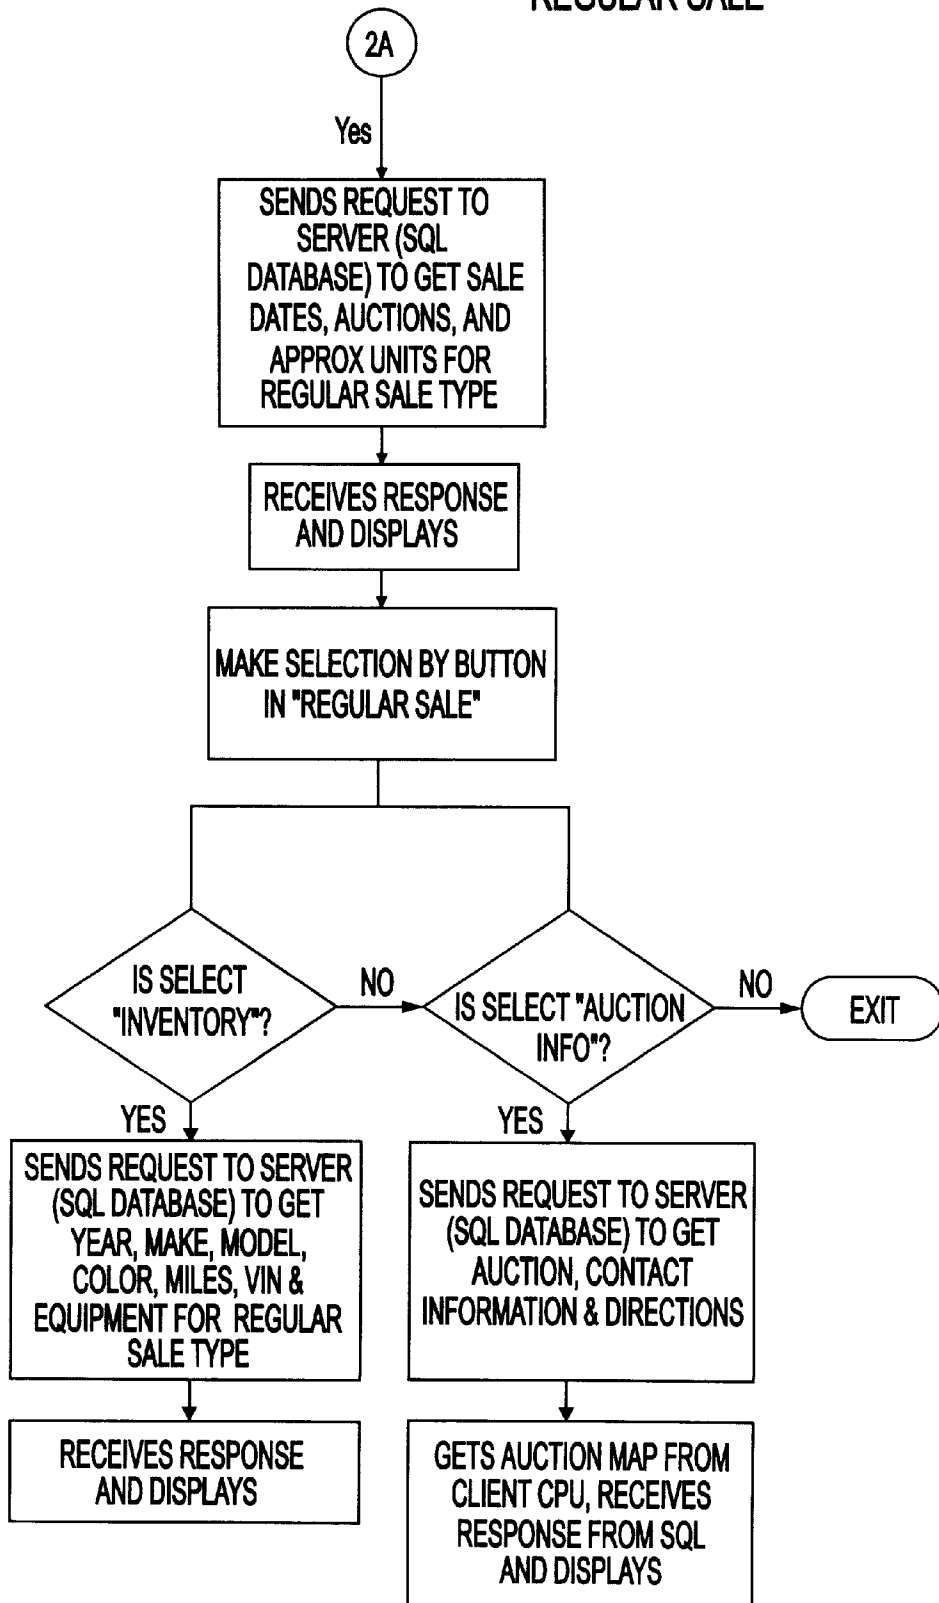 REGULAR SALE
2A
Yes
SENDS REQUEST TO
SERVER (SQL
DATABASE) TO GET SALE
DATES, AUCTIONS, AND
APPROX UNITS FOR
REGULAR SALE TYPE
RECEIVES RESPONSE
AND DISPLAYS
MAKE SELECTION BY BUTTON
IN "REGULAR SALE"
IS SELECT
"INVENTORY"?
NO
IS SELECT "AUCTION
INFO"?
NO
EXIT
YES
SENDS REQUEST TO SERVER
(SQL DATABASE) TO GET
YEAR, MAKE, MODEL,
COLOR, MILES, VIN &
EQUIPMENT FOR REGULAR
SALE TYPE
RECEIVES RESPONSE
AND DISPLAYS
YES
SENDS REQUEST TO SERVER
(SQL DATABASE) TO GET
AUCTION, CONTACT
INFORMATION & DIRECTIONS
GETS AUCTION MAP FROM
CLIENT CPU, RECEIVES
RESPONSE FROM SQL
AND DISPLAYS